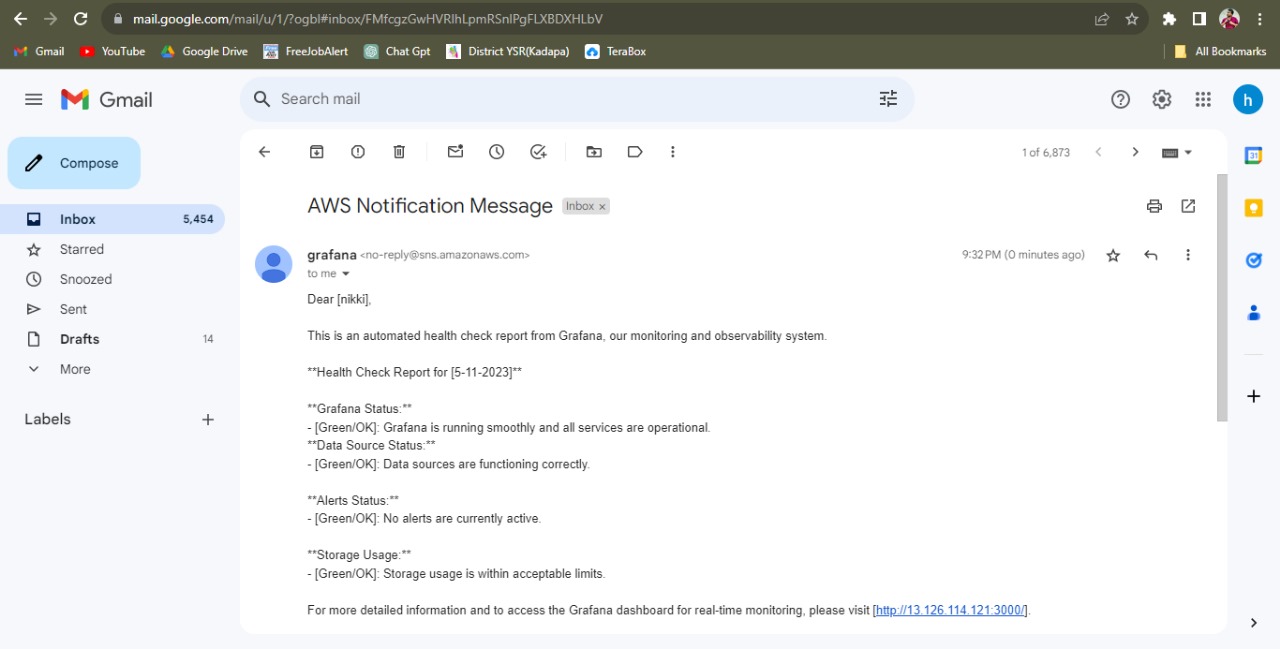 mail.google.com/mail/u/1/?ogbl#inbox/FMfcgzGwHVRlhLpmRSnlPgFLXBDXHLbV
Gmail YouTube Google Drive FreeJobAlert Chat Gpt District YSR(Kadapa) TeraBox All Bookmarks
Gmail
Search mail
h
Compose
1 of 6,873
Inbox 5,454
Starred
Snoozed
Sent
Drafts 14
More
Labels
AWS Notification Message Inbox ×
grafana <no-reply@sns.amazonaws.com> 9:32 PM (0 minutes ago)
to me
Dear [nikki],
This is an automated health check report from Grafana, our monitoring and observability system.
**Health Check Report for [5-11-2023]**
**Grafana Status:**
- [Green/OK]: Grafana is running smoothly and all services are operational.
**Data Source Status:**
- [Green/OK]: Data sources are functioning correctly.
**Alerts Status:**
- [Green/OK]: No alerts are currently active.
**Storage Usage:**
- [Green/OK]: Storage usage is within acceptable limits.
For more detailed information and to access the Grafana dashboard for real-time monitoring, please visit [http://13.126.114.121:3000/].
31